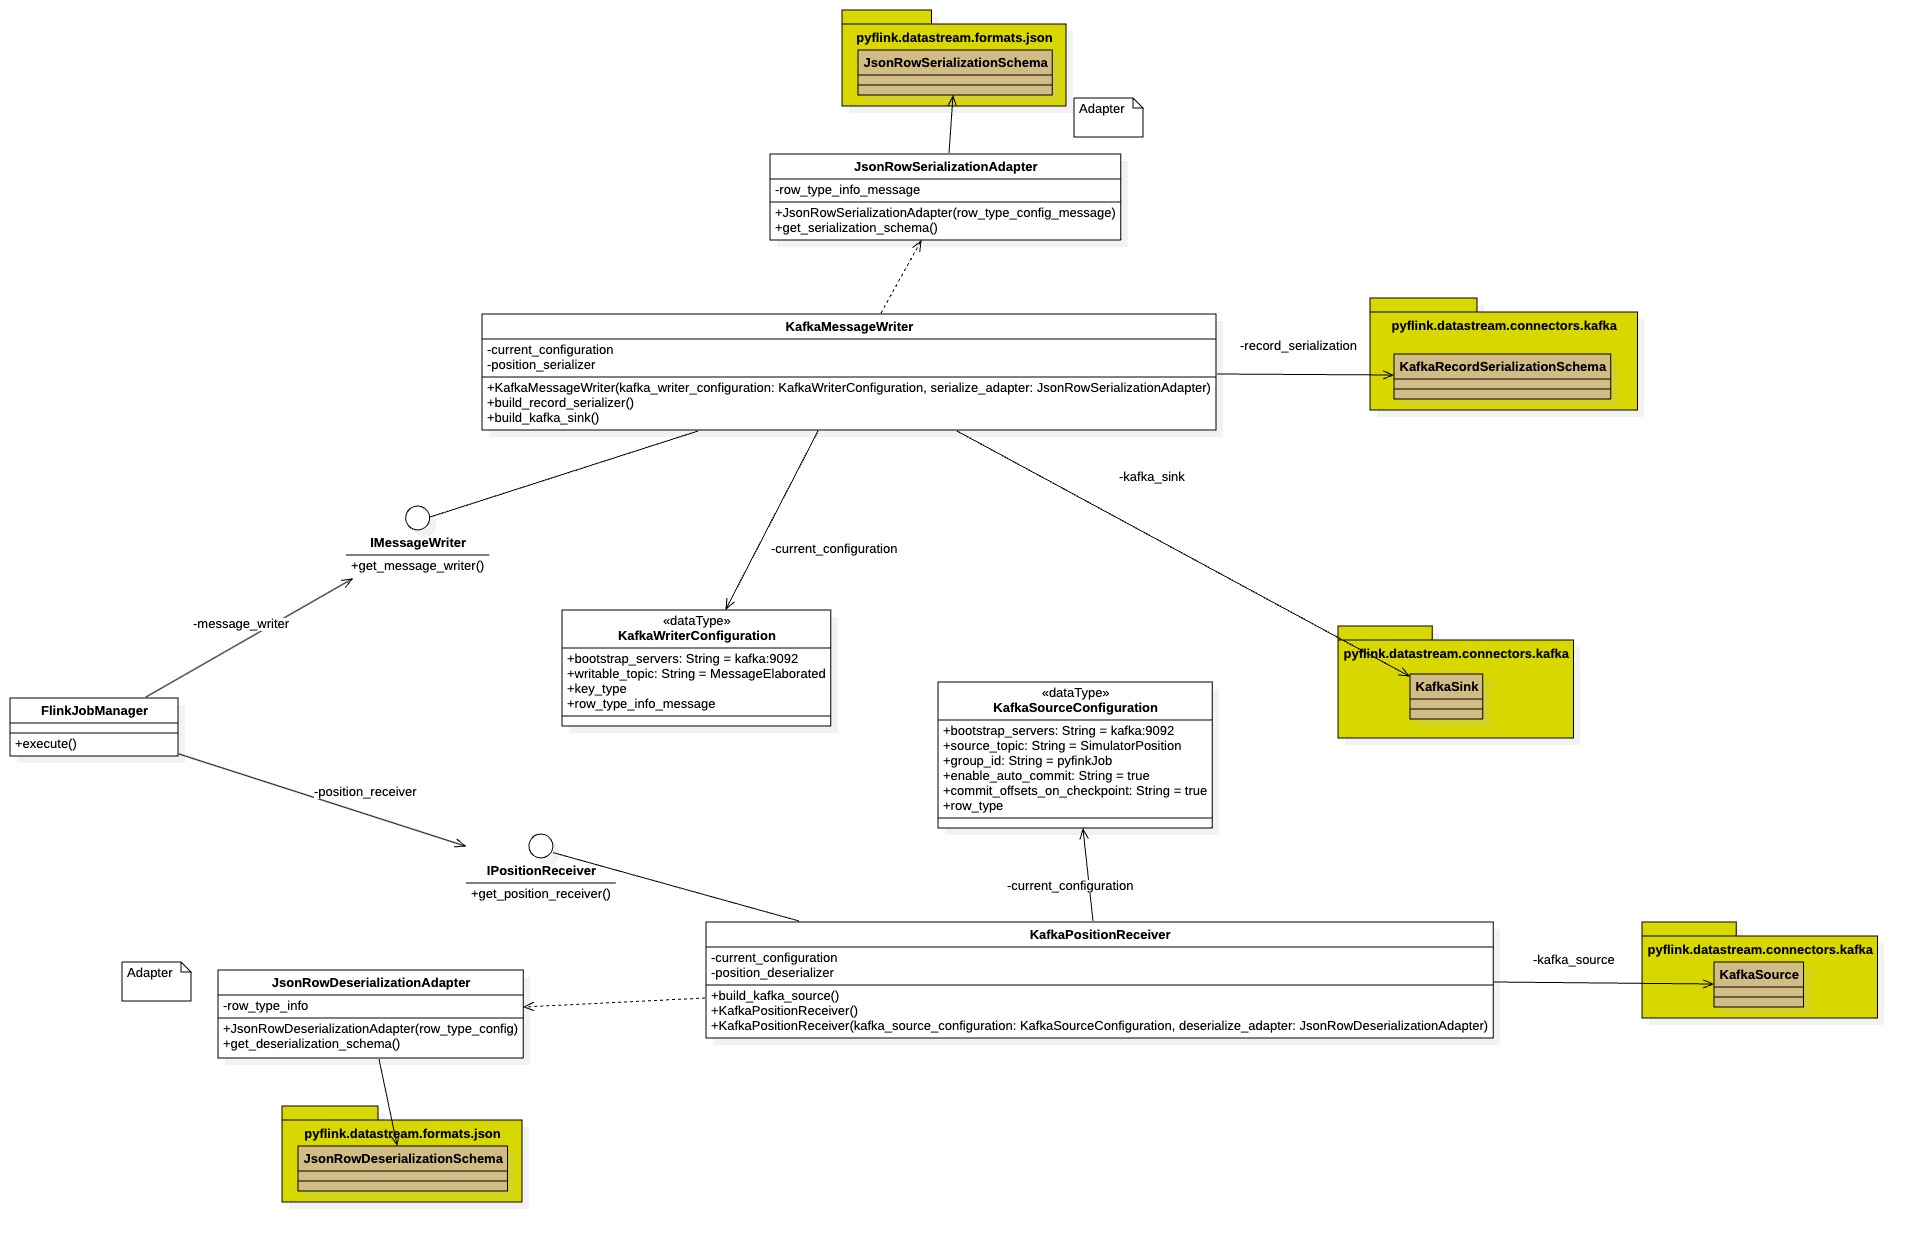 pyflink.datastream.formats.json
JsonRowSerializationSchema
Adapter
JsonRowSerializationAdapter
-row_type_info_message
+JsonRowSerializationAdapter(row_type_config_message)
+get_serialization_schema()
KafkaMessageWriter
-current_configuration
-position_serializer
+KafkaMessageWriter(kafka_writer_configuration: KafkaWriterConfiguration, serialize_adapter: JsonRowSerializationAdapter)
+build_record_serializer()
+build_kafka_sink()
-record_serialization
pyflink.datastream.connectors.kafka
KafkaRecordSerializationSchema
-kafka_sink
IMessageWriter
+get_message_writer()
-current_configuration
-message_writer
«dataType»
KafkaWriterConfiguration
+bootstrap_servers: String = kafka:9092
+writable_topic: String = MessageElaborated
+key_type
+row_type_info_message
pyflink.datastream.connectors.kafka
KafkaSink
FlinkJobManager
+execute()
«dataType»
KafkaSourceConfiguration
+bootstrap_servers: String = kafka:9092
+source_topic: String = SimulatorPosition
+group_id: String = pyfinkJob
+enable_auto_commit: String = true
+commit_offsets_on_checkpoint: String = true
+row_type
-position_receiver
IPositionReceiver
+get_position_receiver()
-current_configuration
KafkaPositionReceiver
-current_configuration
-position_deserializer
+build_kafka_source()
+KafkaPositionReceiver()
+KafkaPositionReceiver(kafka_source_configuration: KafkaSourceConfiguration, deserialize_adapter: JsonRowDeserializationAdapter)
-kafka_source
pyflink.datastream.connectors.kafka
KafkaSource
Adapter
JsonRowDeserializationAdapter
-row_type_info
+JsonRowDeserializationAdapter(row_type_config)
+get_deserialization_schema()
pyflink.datastream.formats.json
JsonRowDeserializationSchema